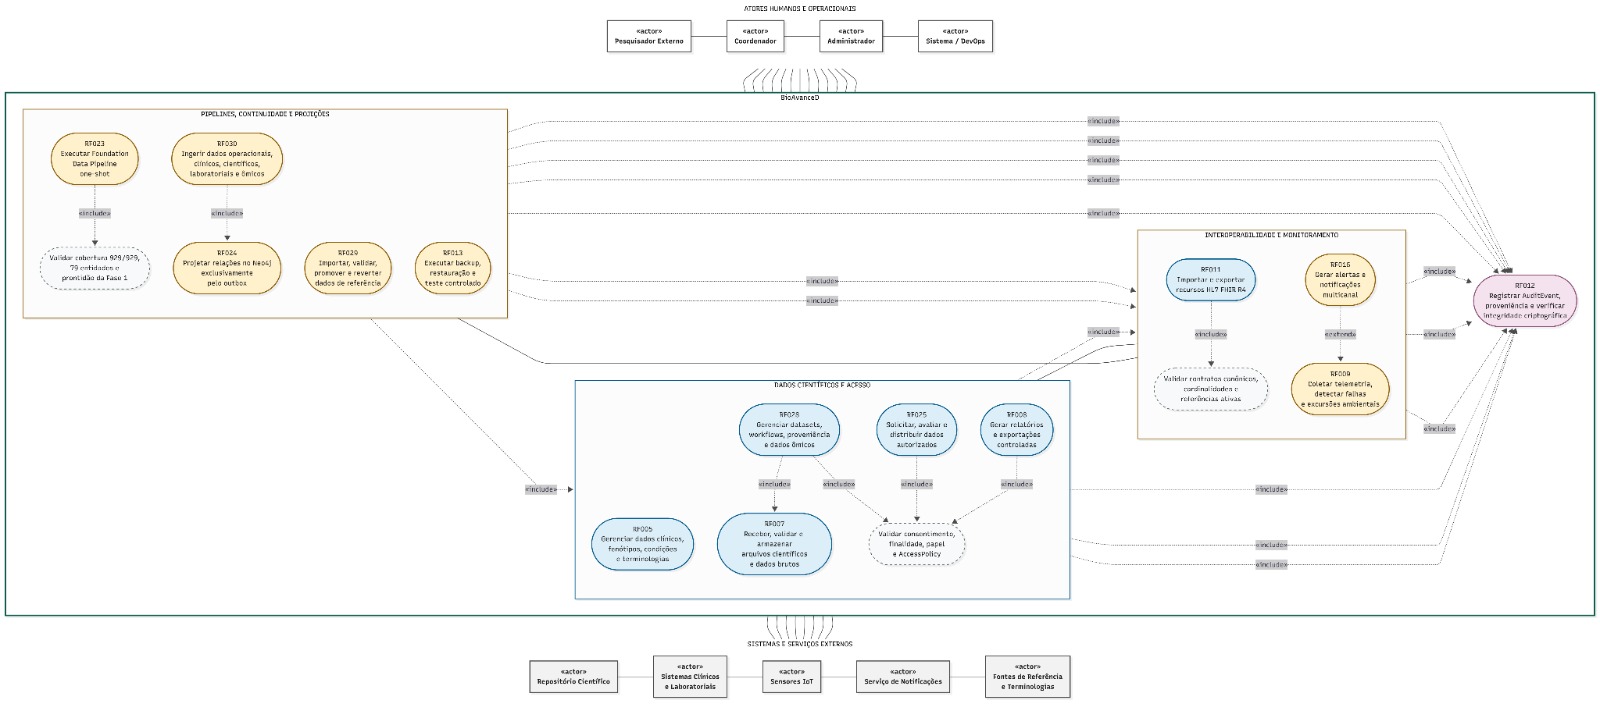 ATORES HUMANOS E OPERACIONAIS
«actor»
Pesquisador Externo
«actor»
Coordenador
«actor»
Administrador
«actor»
Sistema / DevOps
BioAvanceD
PIPELINES, CONTINUIDADE E PROJEÇÕES
RF023
Executar Foundation
Data Pipeline
one-shot
RF030
Ingerir dados operacionais,
clínicos, científicos,
laboratoriais e ômicos
«include»
«include»
Validar cobertura 929/929,
79 entidades e
prontidão da Fase 1
RF024
Projetar relações no Neo4j
exclusivamente
pelo outbox
RF029
Importar, validar,
promover e reverter
dados de referência
RF013
Executar backup,
restauração e
teste controlado
«include»
«include»
«include»
«include»
«include»
«include»
«include»
«include»
«include»
INTEROPERABILIDADE E MONITORAMENTO
RF011
Importar e exportar
recursos HL7 FHIR R4
RF016
Gerar alertas e
notificações
multicanal
«include»
«extend»
Validar contratos canônicos,
cardinalidades e
referências ativas
RF009
Coletar telemetria,
detectar falhas
e excursões ambientais
«include»
«include»
«include»
RF012
Registrar AuditEvent,
proveniência e verificar
integridade criptográfica
DADOS CIENTÍFICOS E ACESSO
RF028
Gerenciar datasets,
workflows, proveniência
e dados ômicos
RF025
Solicitar, avaliar e
distribuir dados
autorizados
RF008
Gerar relatórios
e exportações
controladas
«include»
«include»
«include»
«include»
RF005
Gerenciar dados clínicos,
fenótipos, condições
e terminologias
RF007
Receber, validar e
armazenar
arquivos científicos
e dados brutos
Validar consentimento,
finalidade, papel
e AccessPolicy
«include»
«include»
«include»
SISTEMAS E SERVIÇOS EXTERNOS
«actor»
Repositório Científico
«actor»
Sistemas Clínicos
e Laboratoriais
«actor»
Sensores IoT
«actor»
Serviço de Notificações
«actor»
Fontes de Referência
e Terminologias